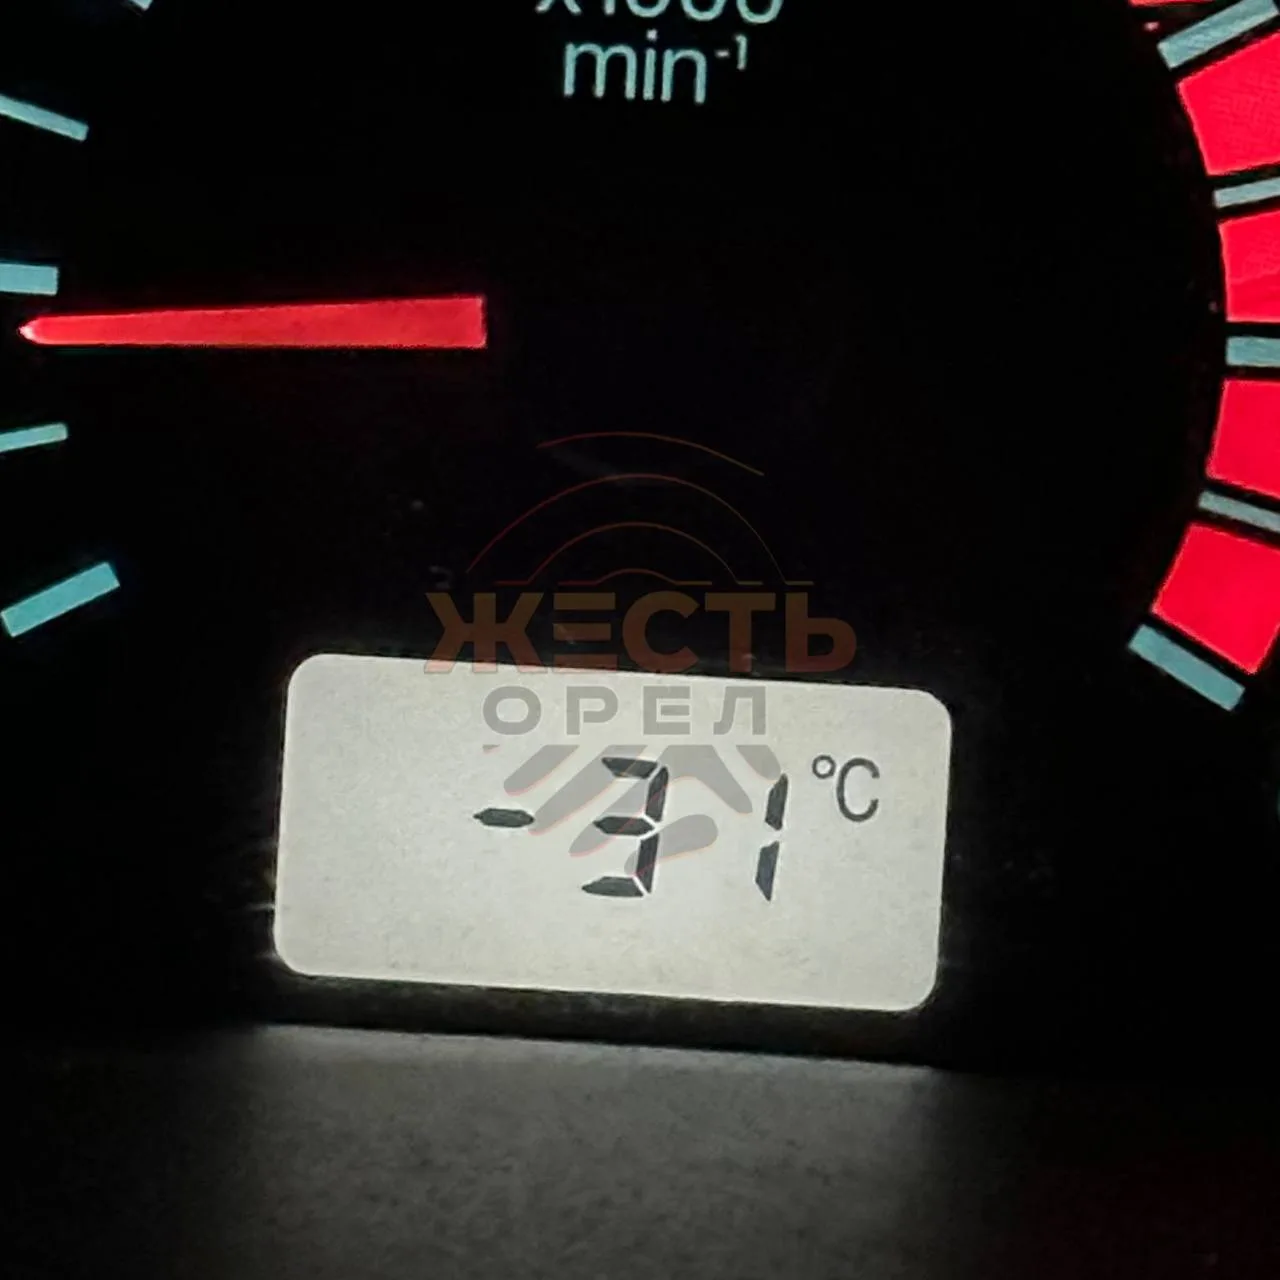 x1000
min⁻¹
ЖЕСТЬ
ОРЕЛ
-31 °C